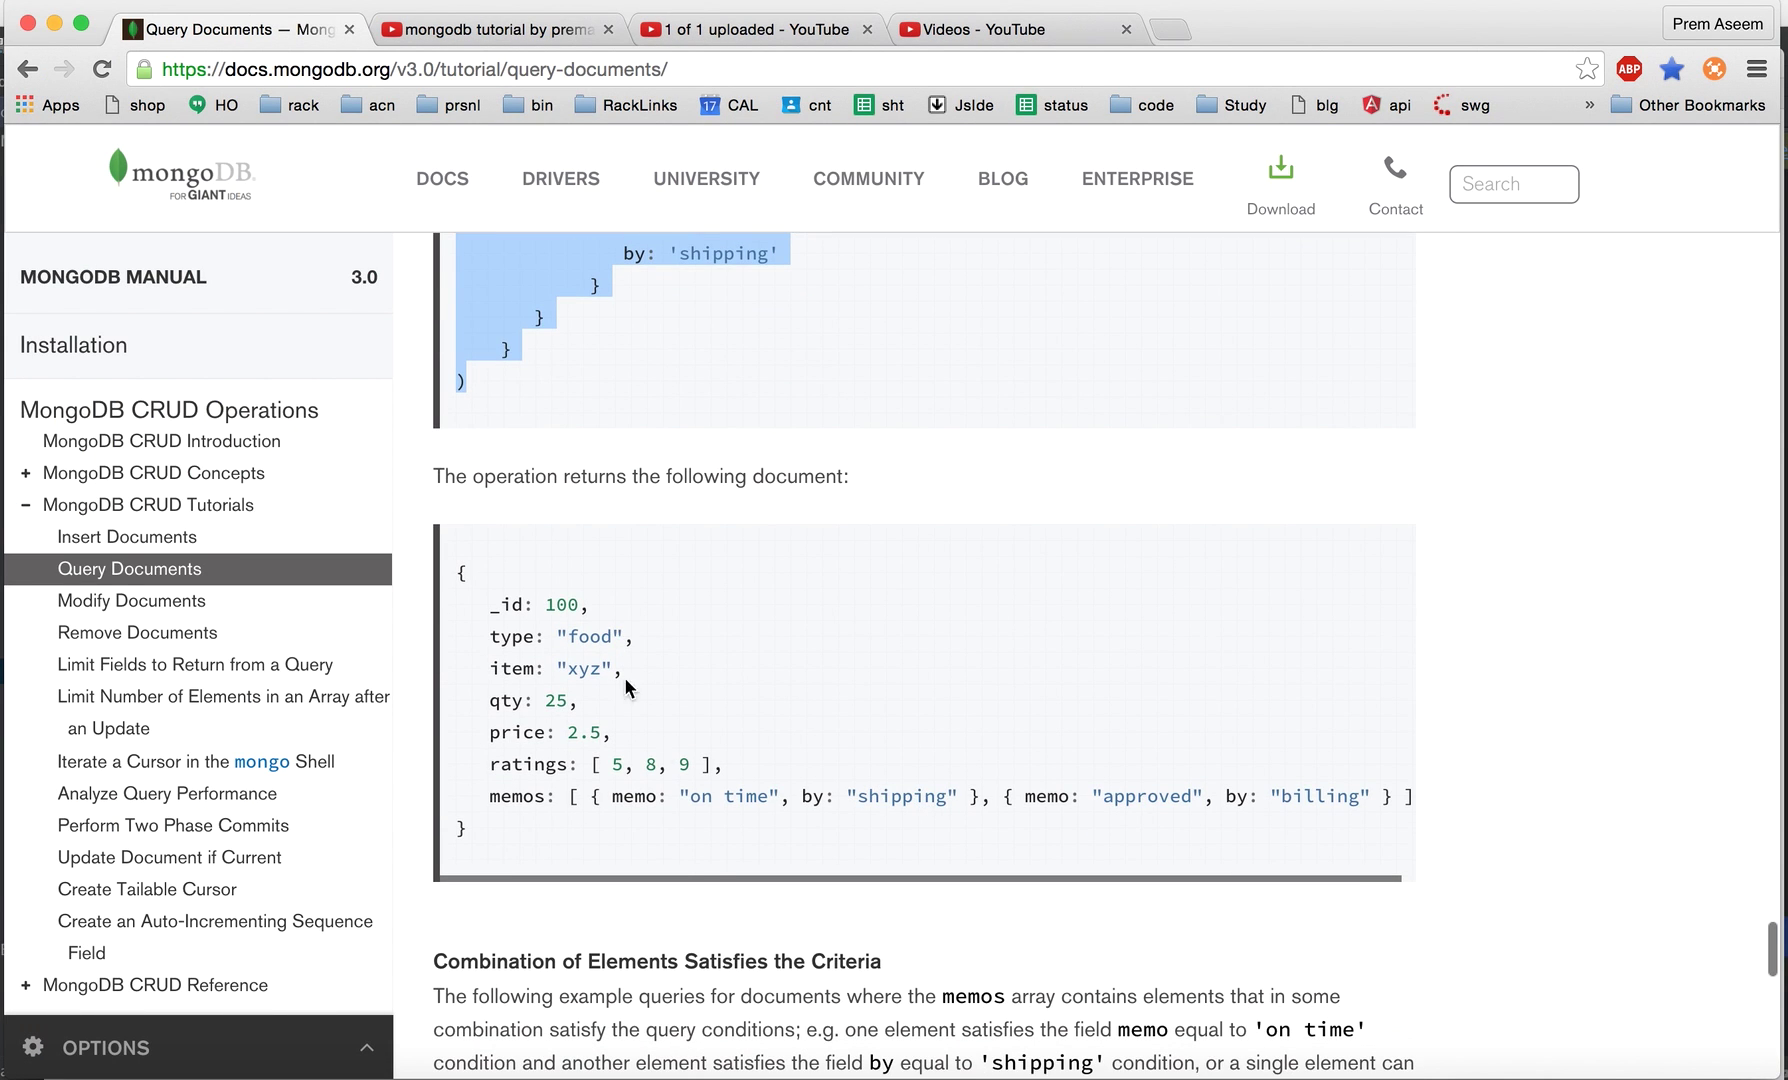 Query Documents — Mong
mongodb tutorial by prema
1 of 1 uploaded - YouTube
Videos - YouTube
Prem Aseem
https://docs.mongodb.org/v3.0/tutorial/query-documents/
ABP
Apps
shop
HO
rack
acn
prsnl
bin
RackLinks
17 CAL
cnt
sht
Jslde
status
code
Study
blg
api
swg
»
Other Bookmarks
mongoDB.
FOR GIANT IDEAS
DOCS
DRIVERS
UNIVERSITY
COMMUNITY
BLOG
ENTERPRISE
Download
Contact
Search
MONGODB MANUAL 3.0
Installation
MongoDB CRUD Operations
MongoDB CRUD Introduction
+ MongoDB CRUD Concepts
− MongoDB CRUD Tutorials
Insert Documents
Query Documents
Modify Documents
Remove Documents
Limit Fields to Return from a Query
Limit Number of Elements in an Array after
an Update
Iterate a Cursor in the mongo Shell
Analyze Query Performance
Perform Two Phase Commits
Update Document if Current
Create Tailable Cursor
Create an Auto-Incrementing Sequence
Field
+ MongoDB CRUD Reference
OPTIONS
by: 'shipping'
}
}
}
)
The operation returns the following document:
{
_id: 100,
type: "food",
item: "xyz",
qty: 25,
price: 2.5,
ratings: [ 5, 8, 9 ],
memos: [ { memo: "on time", by: "shipping" }, { memo: "approved", by: "billing" } ]
}
Combination of Elements Satisfies the Criteria
The following example queries for documents where the memos array contains elements that in some
combination satisfy the query conditions; e.g. one element satisfies the field memo equal to 'on time'
condition and another element satisfies the field by equal to 'shipping' condition, or a single element can